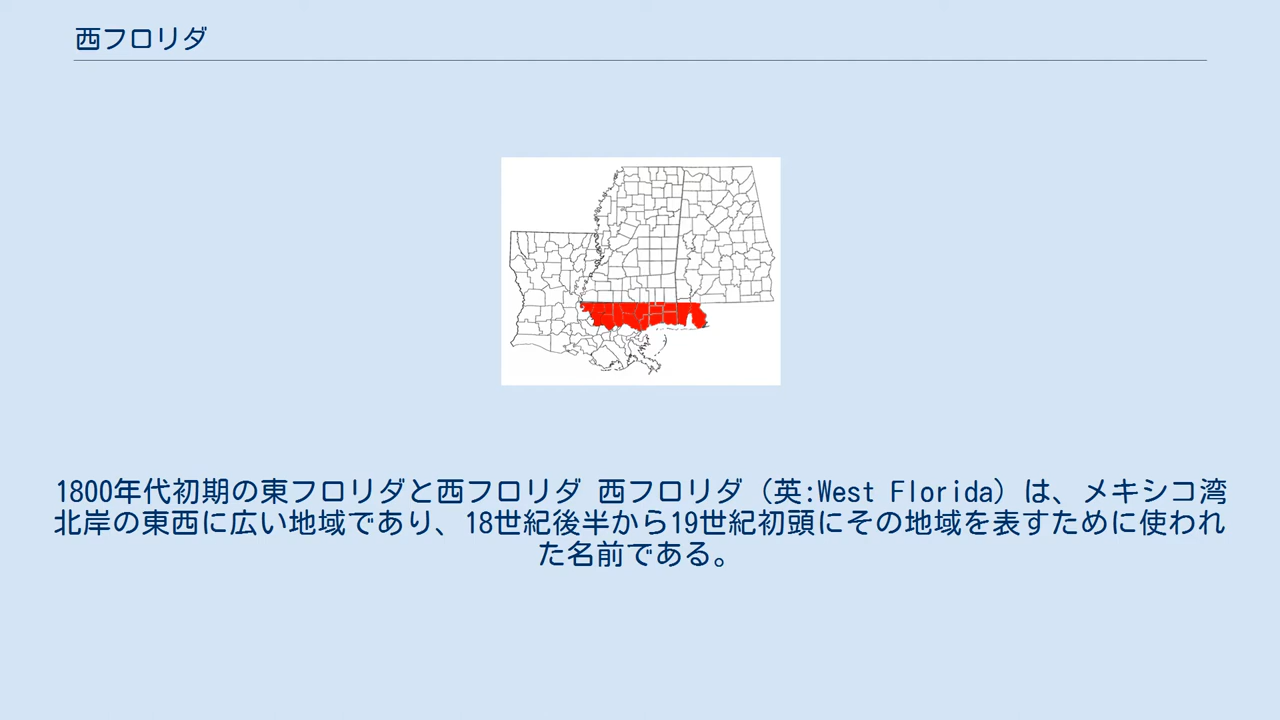 西フロリダ
1800年代初期の東フロリダと西フロリダ 西フロリダ（英:West Florida）は、メキシコ湾
北岸の東西に広い地域であり、18世紀後半から19世紀初頭にその地域を表すために使われ
た名前である。